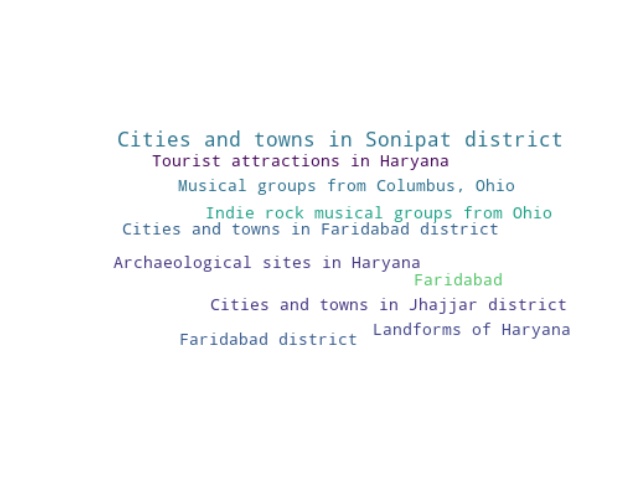 Cities and towns in Sonipat district
Tourist attractions in Haryana
Musical groups from Columbus, Ohio
Indie rock musical groups from Ohio
Cities and towns in Faridabad district
Archaeological sites in Haryana
Faridabad
Cities and towns in Jhajjar district
Landforms of Haryana
Faridabad district